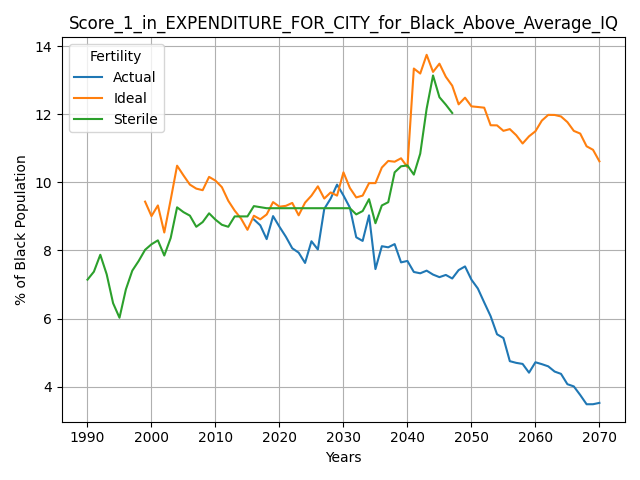 Score_1_in_EXPENDITURE_FOR_CITY_for_Black_Above_Average_IQ
Fertility
Actual
Ideal
Sterile
% of Black Population
14
12
10
8
6
4
1990 2000 2010 2020 2030 2040 2050 2060 2070
Years